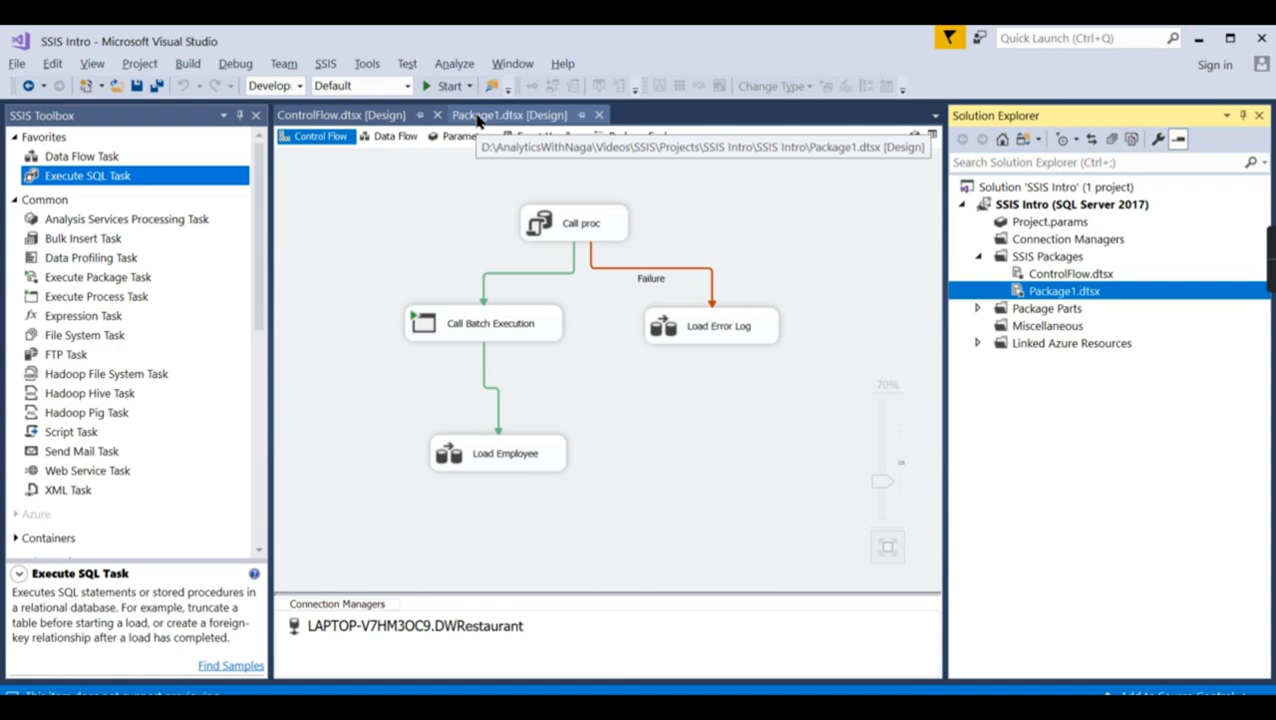 SSIS Intro - Microsoft Visual Studio
Quick Launch (Ctrl+Q)
File Edit View Project Build Debug Team SSIS Tools Test Analyze Window Help
Sign in
Develop Default Start Change Type
SSIS Toolbox
Favorites
Data Flow Task
Execute SQL Task
Common
Analysis Services Processing Task
Bulk Insert Task
Data Profiling Task
Execute Package Task
Execute Process Task
Expression Task
File System Task
FTP Task
Hadoop File System Task
Hadoop Hive Task
Hadoop Pig Task
Script Task
Send Mail Task
Web Service Task
XML Task
Azure
Containers
Execute SQL Task
Executes SQL statements or stored procedures in
a relational database. For example, truncate a
table before starting a load, or create a foreign-
key relationship after a load has completed.
Find Samples
ControlFlow.dtsx [Design] Package1.dtsx [Design]
Control Flow Data Flow Parame
D:\AnalyticsWithNaga\Videos\SSIS\Projects\SSIS Intro\SSIS Intro\Package1.dtsx [Design]
Call proc
Failure
Call Batch Execution
Load Error Log
70%
Load Employee
Connection Managers
LAPTOP-V7HM3OC9.DWRestaurant
Solution Explorer
Search Solution Explorer (Ctrl+;)
Solution 'SSIS Intro' (1 project)
SSIS Intro (SQL Server 2017)
Project.params
Connection Managers
SSIS Packages
ControlFlow.dtsx
Package1.dtsx
Package Parts
Miscellaneous
Linked Azure Resources